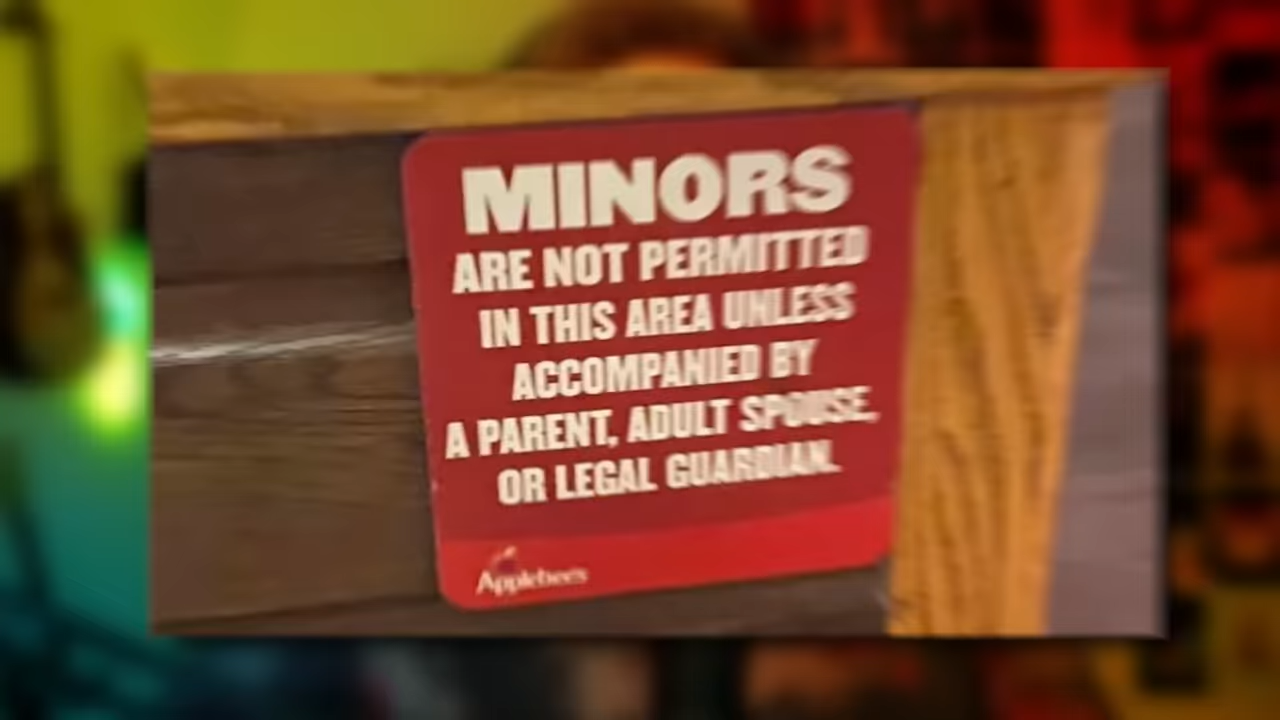 MINORS
ARE NOT PERMITTED
IN THIS AREA UNLESS
ACCOMPANIED BY
A PARENT, ADULT SPOUSE,
OR LEGAL GUARDIAN.
Applebee's